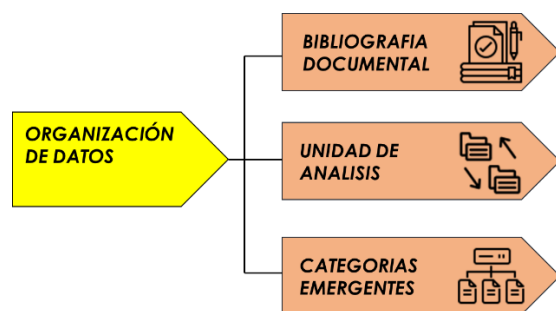 BIBLIOGRAFIA
DOCUMENTAL
ORGANIZACIÓN
DE DATOS
UNIDAD DE
ANALISIS
CATEGORIAS
EMERGENTES